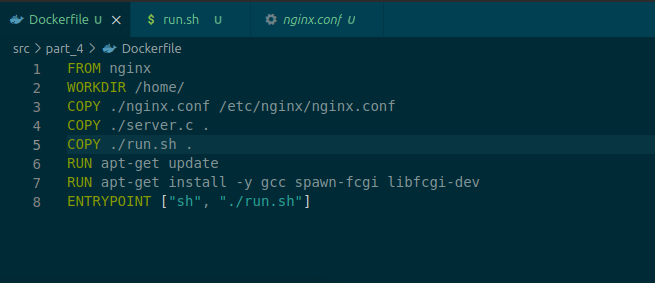 Dockerfile U × $ run.sh U nginx.conf U
src > part_4 > Dockerfile
1 FROM nginx
2 WORKDIR /home/
3 COPY ./nginx.conf /etc/nginx/nginx.conf
4 COPY ./server.c .
5 COPY ./run.sh .
6 RUN apt-get update
7 RUN apt-get install -y gcc spawn-fcgi libfcgi-dev
8 ENTRYPOINT ["sh", "./run.sh"]